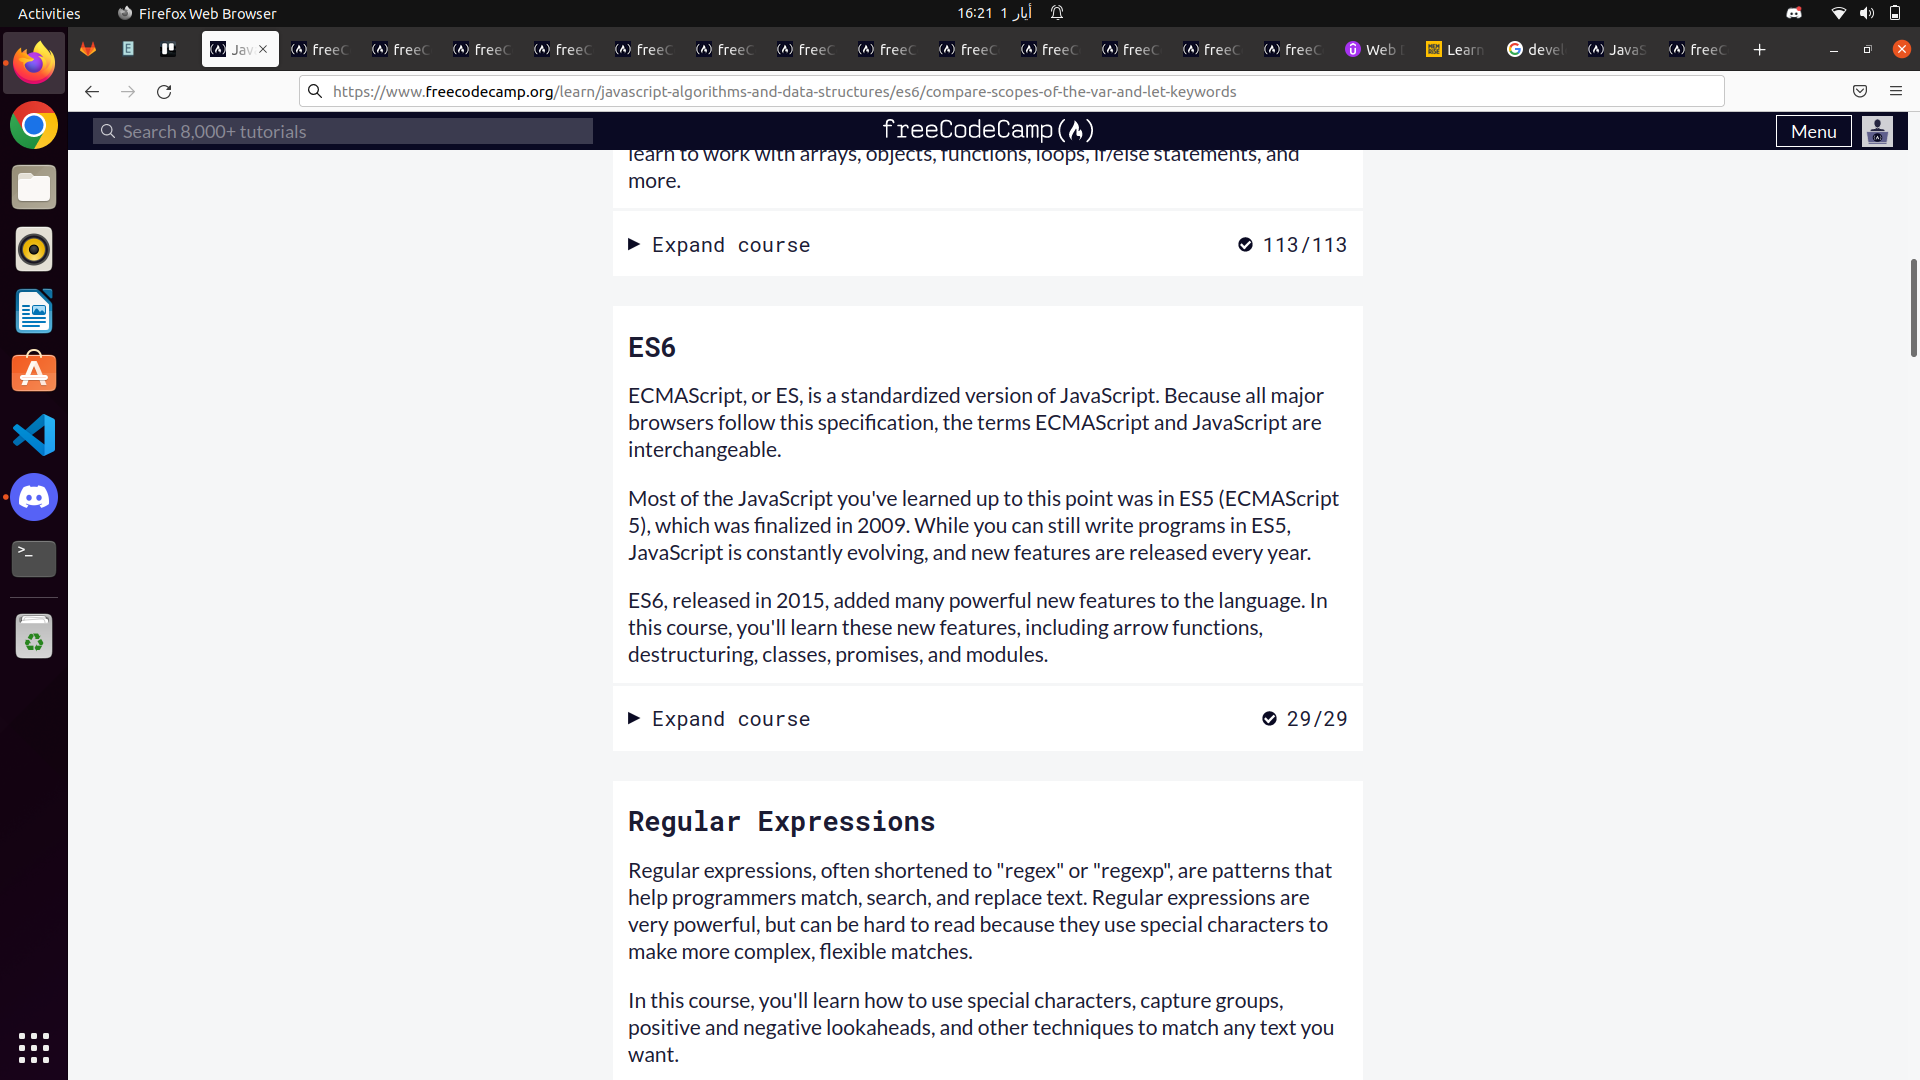 Activities
Firefox Web Browser
16:21 1 أيار
Jav
freeC
freeC
freeC
freeC
freeC
freeC
freeC
freeC
freeC
freeC
freeC
freeC
freeC
Web
Learn
devel
JavaS
freeC
https://www.freecodecamp.org/learn/javascript-algorithms-and-data-structures/es6/compare-scopes-of-the-var-and-let-keywords
Search 8,000+ tutorials
freeCodeCamp
Menu
learn to work with arrays, objects, functions, loops, if/else statements, and
more.
Expand course
113/113
ES6
ECMAScript, or ES, is a standardized version of JavaScript. Because all major
browsers follow this specification, the terms ECMAScript and JavaScript are
interchangeable.
Most of the JavaScript you've learned up to this point was in ES5 (ECMAScript
5), which was finalized in 2009. While you can still write programs in ES5,
JavaScript is constantly evolving, and new features are released every year.
ES6, released in 2015, added many powerful new features to the language. In
this course, you'll learn these new features, including arrow functions,
destructuring, classes, promises, and modules.
Expand course
29/29
Regular Expressions
Regular expressions, often shortened to "regex" or "regexp", are patterns that
help programmers match, search, and replace text. Regular expressions are
very powerful, but can be hard to read because they use special characters to
make more complex, flexible matches.
In this course, you'll learn how to use special characters, capture groups,
positive and negative lookaheads, and other techniques to match any text you
want.